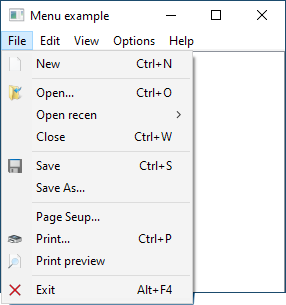 Menu example
File Edit View Options Help
New Ctrl+N
Open... Ctrl+O
Open recen
Close Ctrl+W
Save Ctrl+S
Save As...
Page Seup...
Print... Ctrl+P
Print preview
Exit Alt+F4